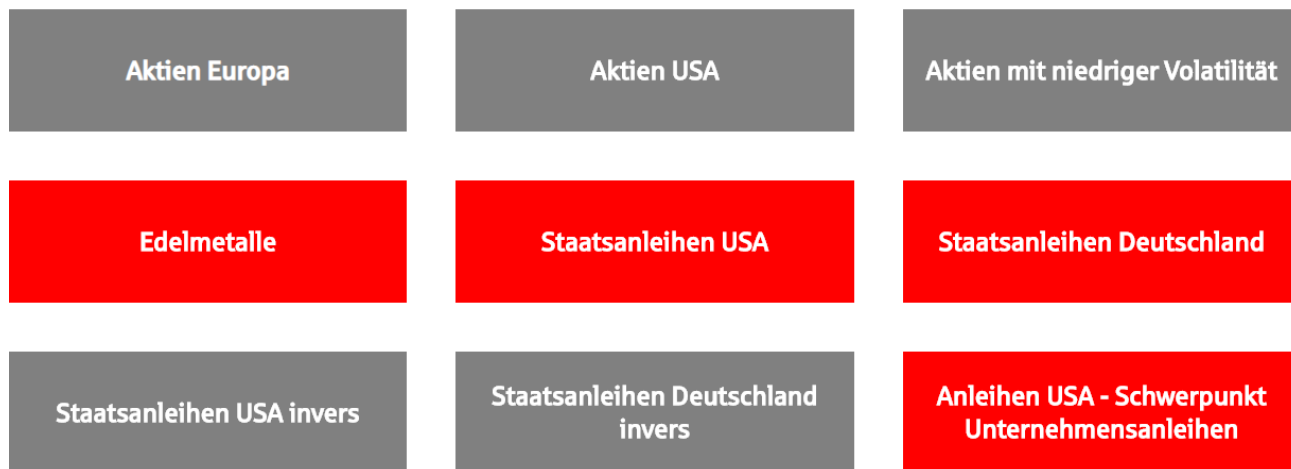 Aktien Europa
Aktien USA
Aktien mit niedriger Volatilität
Edelmetalle
Staatsanleihen USA
Staatsanleihen Deutschland
Staatsanleihen USA invers
Staatsanleihen Deutschland
invers
Anleihen USA - Schwerpunkt
Unternehmensanleihen